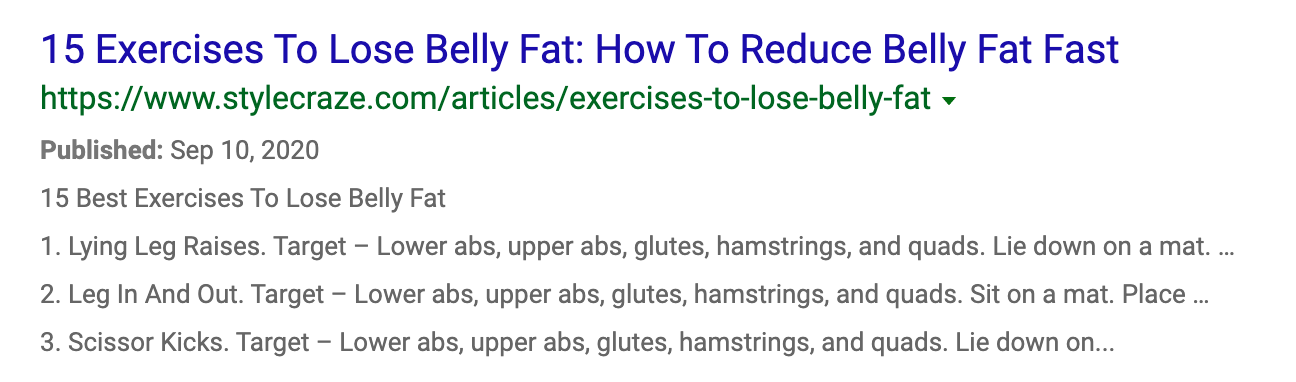 15 Exercises To Lose Belly Fat: How To Reduce Belly Fat Fast
https://www.stylecraze.com/articles/exercises-to-lose-belly-fat
Published: Sep 10, 2020
15 Best Exercises To Lose Belly Fat
1. Lying Leg Raises. Target – Lower abs, upper abs, glutes, hamstrings, and quads. Lie down on a mat. ...
2. Leg In And Out. Target – Lower abs, upper abs, glutes, hamstrings, and quads. Sit on a mat. Place ...
3. Scissor Kicks. Target – Lower abs, upper abs, glutes, hamstrings, and quads. Lie down on...